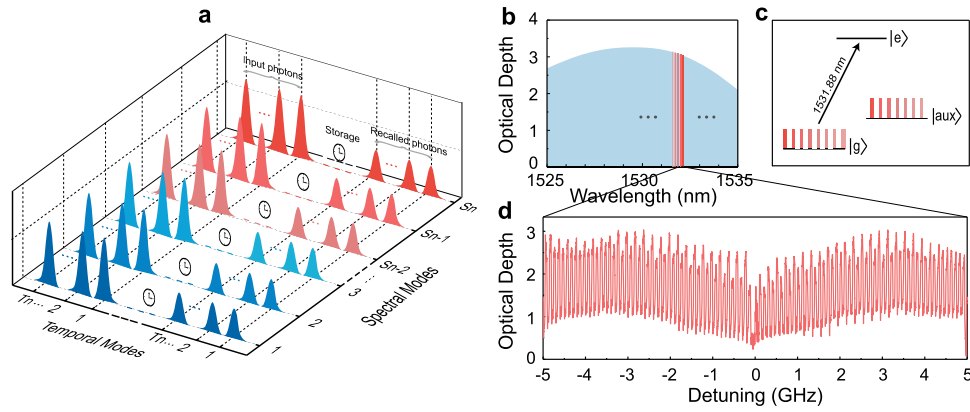 a
Input photons
Storage
Recalled photons
Sn
Sn-1
Sn-2
3
2
1
Spectral Modes
Tn··· 2 1
Tn··· 2 1
Temporal Modes
b
Optical Depth
4
3
2
1
0
1525 1530 1535
Wavelength (nm)
c
|e⟩
1531.88 nm
|aux⟩
|g⟩
d
Optical Depth
3
2
1
0
-5 -4 -3 -2 -1 0 1 2 3 4 5
Detuning (GHz)